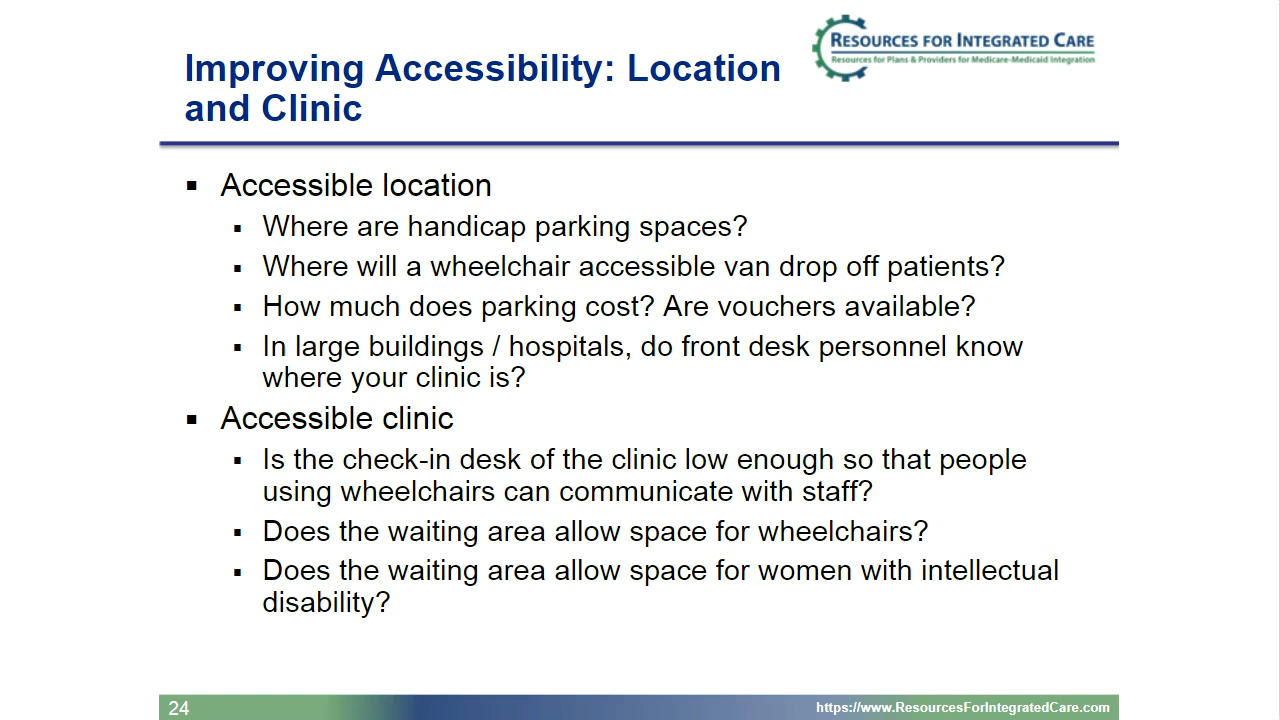 RESOURCES FOR INTEGRATED CARE
Resources for Plans & Providers for Medicare-Medicaid Integration
Improving Accessibility: Location
and Clinic
▪ Accessible location
▪ Where are handicap parking spaces?
▪ Where will a wheelchair accessible van drop off patients?
▪ How much does parking cost? Are vouchers available?
▪ In large buildings / hospitals, do front desk personnel know
where your clinic is?
▪ Accessible clinic
▪ Is the check-in desk of the clinic low enough so that people
using wheelchairs can communicate with staff?
▪ Does the waiting area allow space for wheelchairs?
▪ Does the waiting area allow space for women with intellectual
disability?
24
https://www.ResourcesForIntegratedCare.com